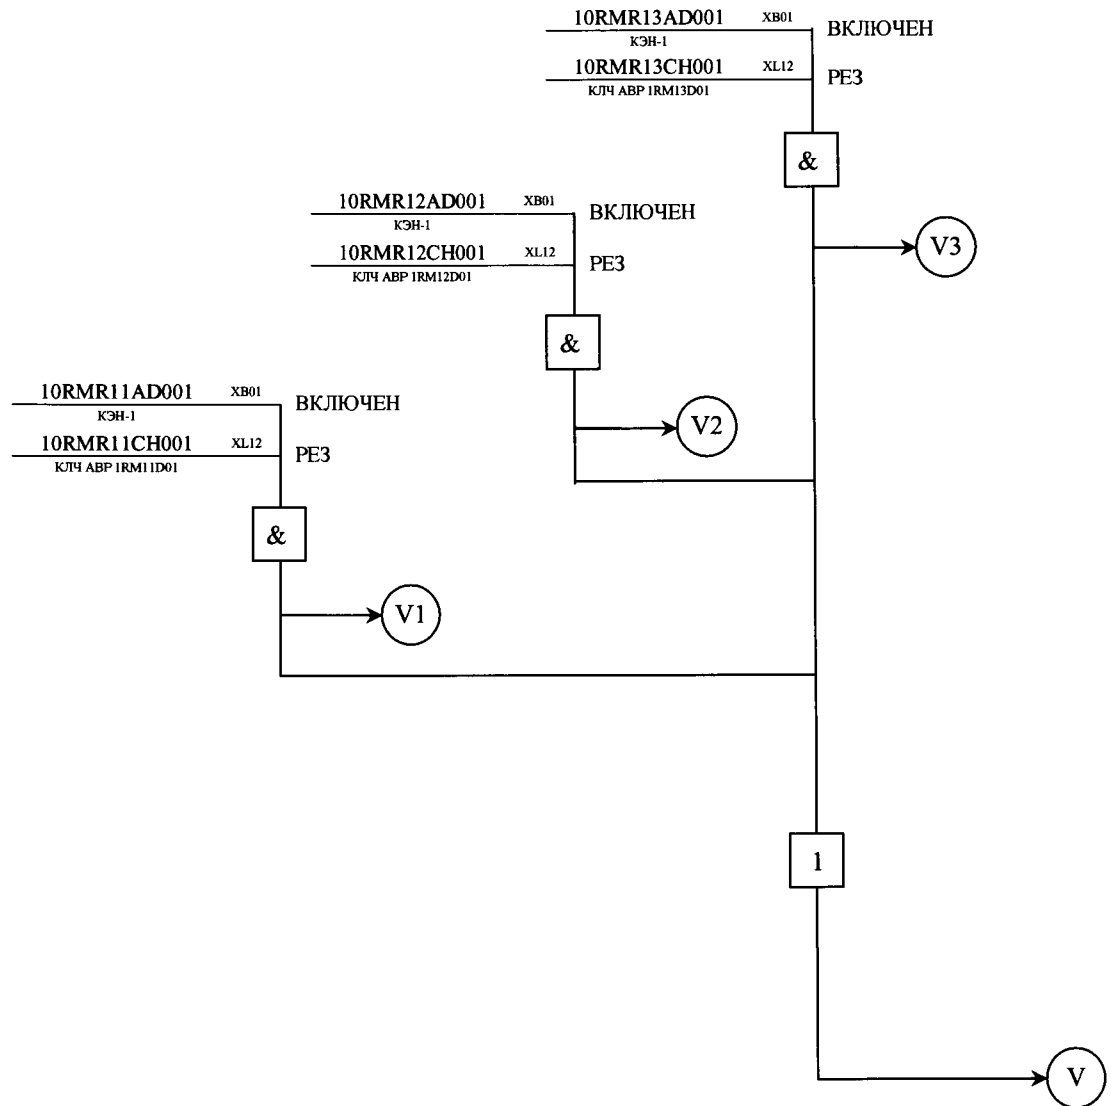 10RMR13AD001 XB01 ВКЛЮЧЕН
КЭН-1
10RMR13CH001 XL12 РЕЗ
КЛЧ АВР 1RM13D01
&
10RMR12AD001 XB01 ВКЛЮЧЕН
КЭН-1
V3
10RMR12CH001 XL12 РЕЗ
КЛЧ АВР 1RM12D01
&
10RMR11AD001 XB01 ВКЛЮЧЕН
КЭН-1
V2
10RMR11CH001 XL12 РЕЗ
КЛЧ АВР 1RM11D01
&
V1
1
V